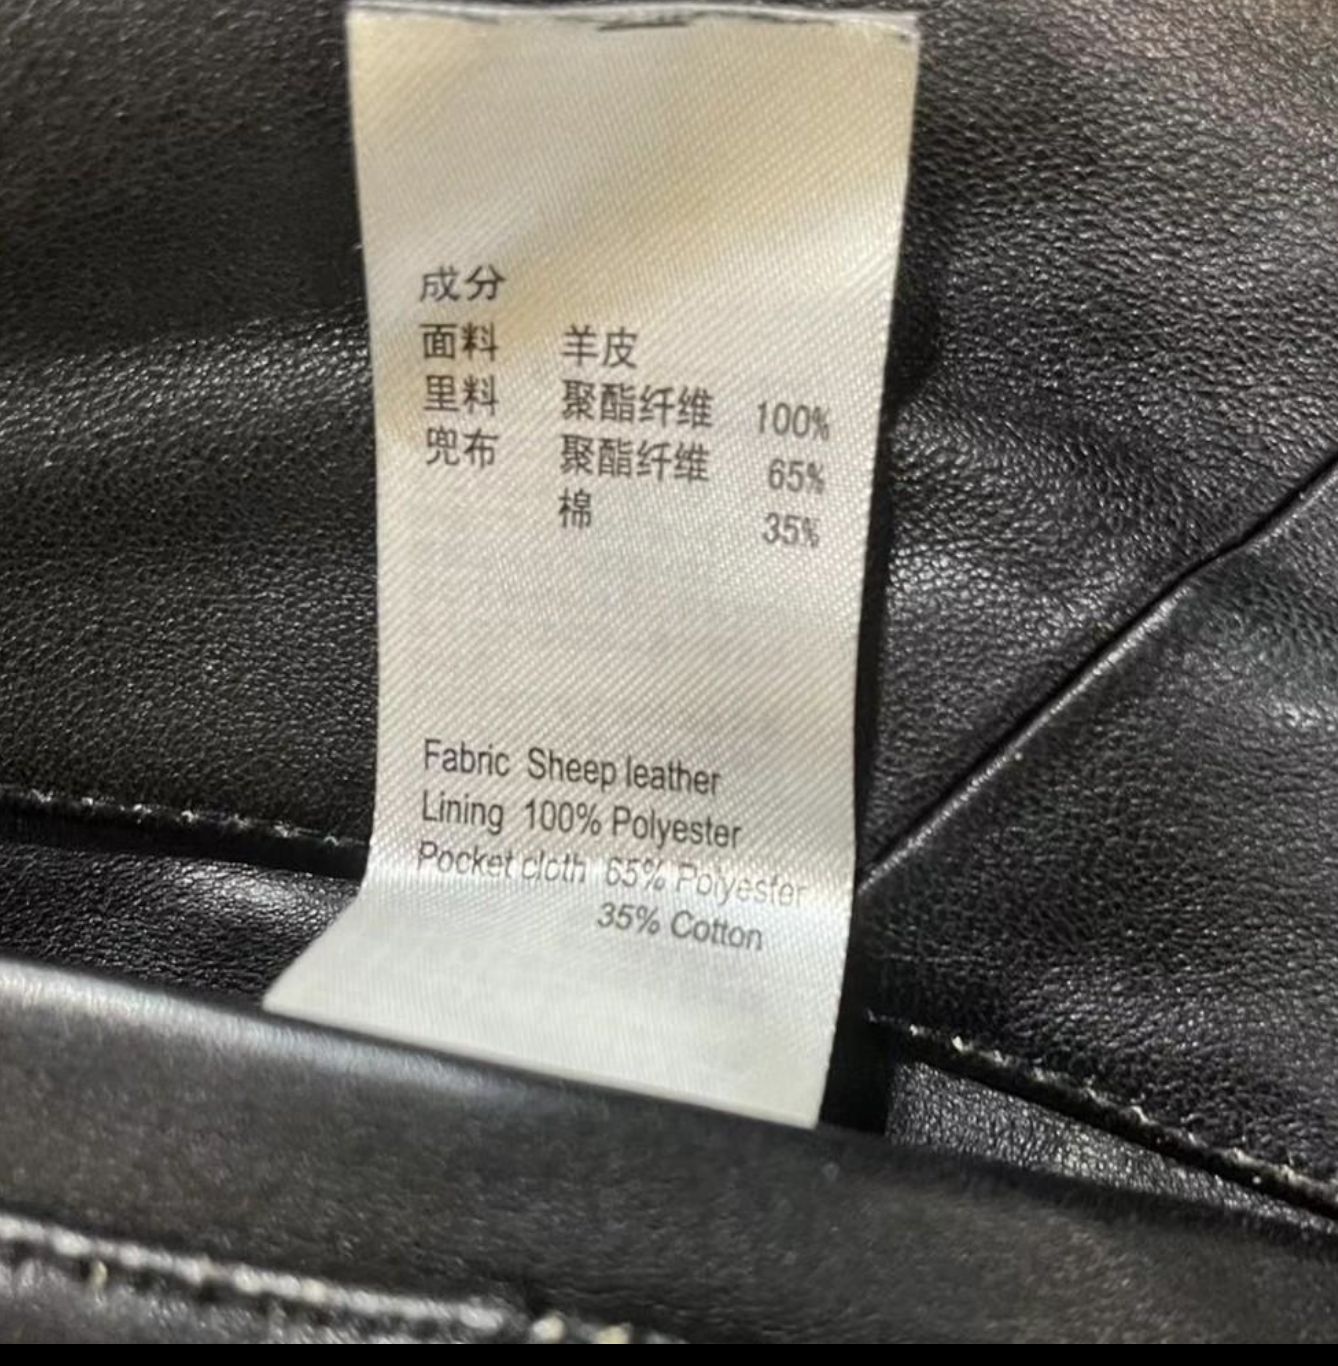 成分
面料 羊皮
里料 聚酯纤维 100%
兜布 聚酯纤维 65%
棉 35%
Fabric Sheep leather
Lining 100% Polyester
Pocket cloth 65% Polyester
35% Cotton